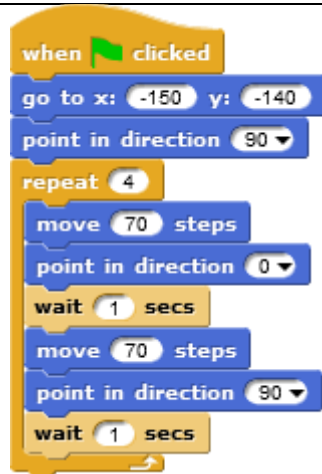 when clicked
go to x: -150 y: -140
point in direction 90
repeat 4
move 70 steps
point in direction 0
wait 1 secs
move 70 steps
point in direction 90
wait 1 secs